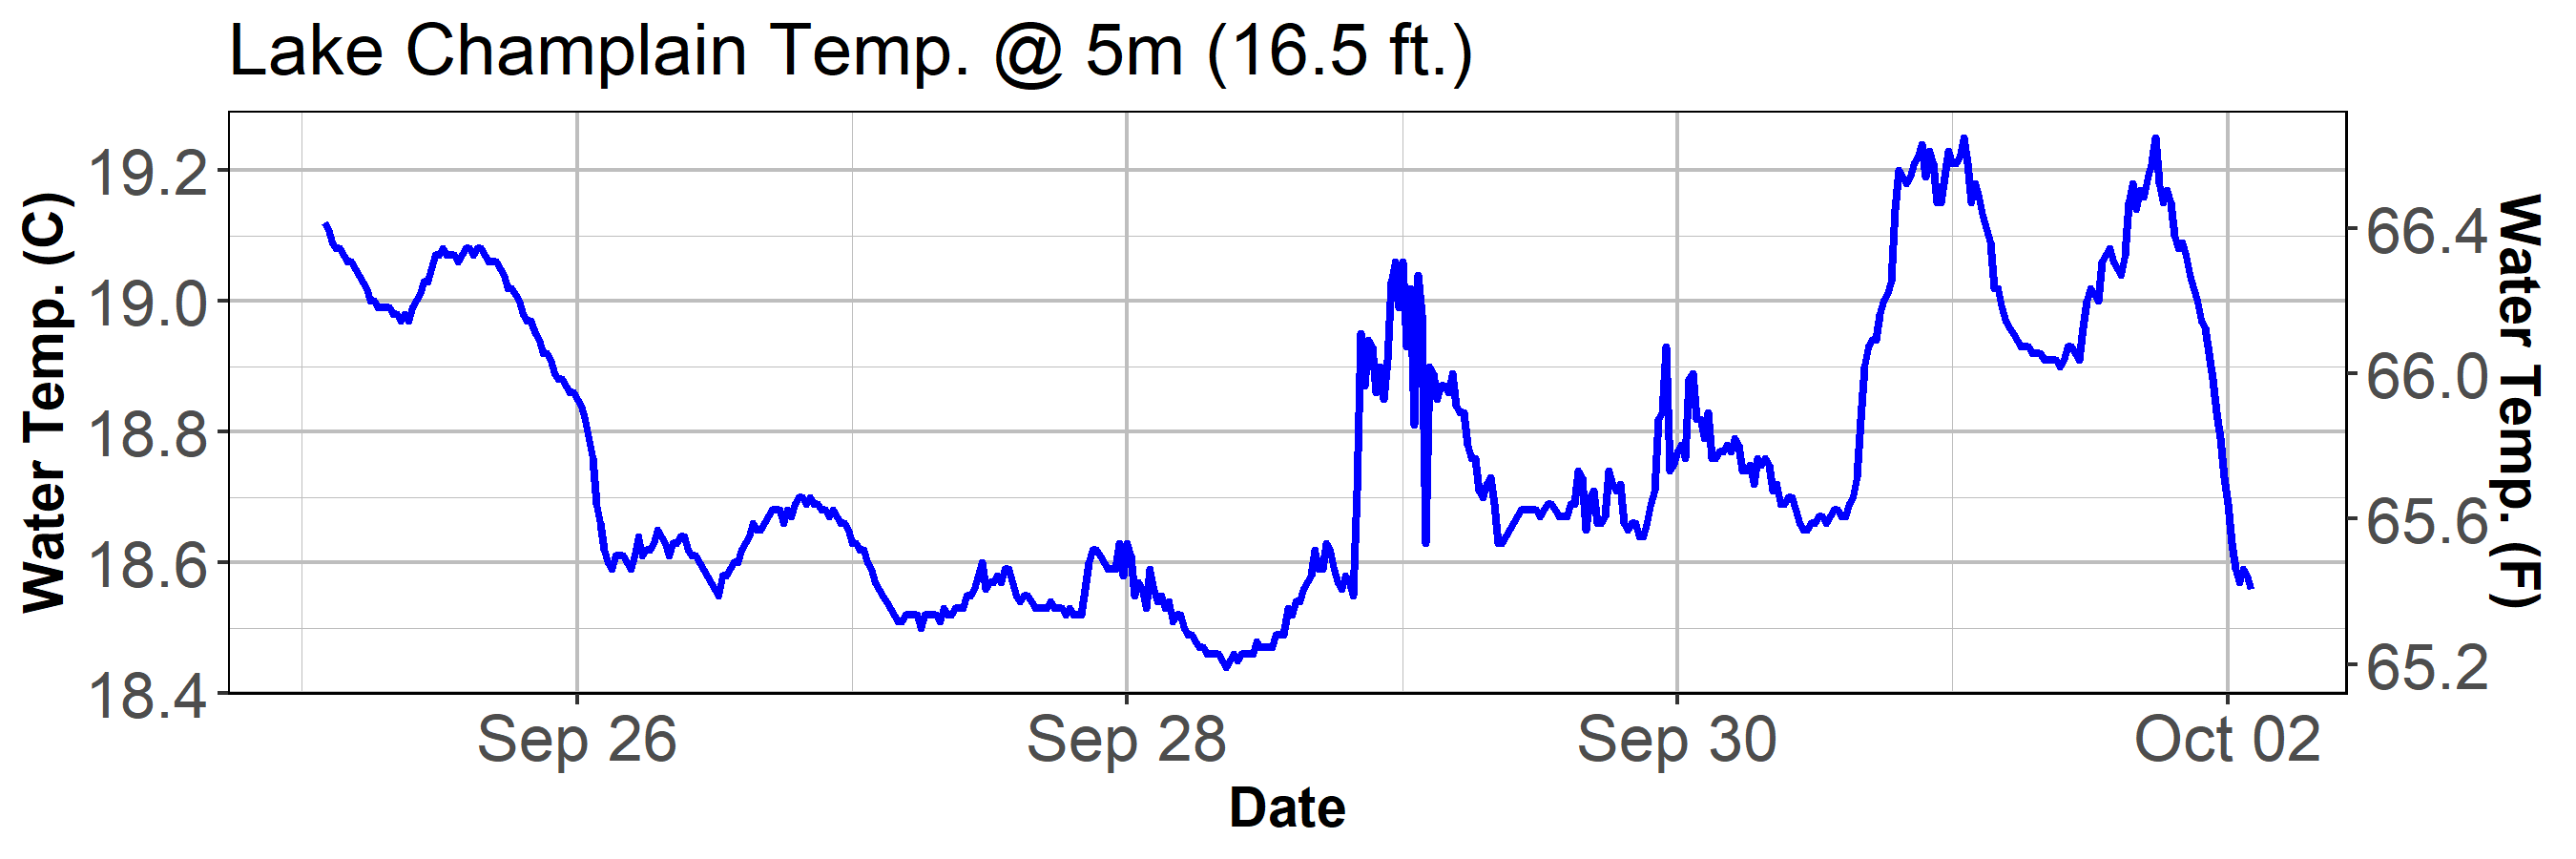 Lake Champlain Temp. @ 5m (16.5 ft.)
Water Temp. (C)
19.2
19.0
18.8
18.6
18.4
66.4
66.0
65.6
65.2
Water Temp. (F)
Sep 26
Sep 28
Sep 30
Oct 02
Date